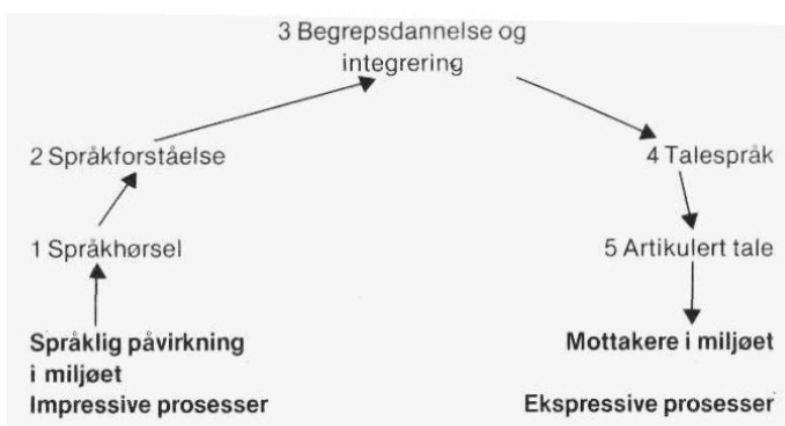 3 Begrepsdannelse og
integrering
2 Språkforståelse
4 Talespråk
1 Språkhørsel
5 Artikulert tale
Språklig påvirkning
i miljøet
Impressive prosesser
Mottakere i miljøet
Ekspressive prosesser